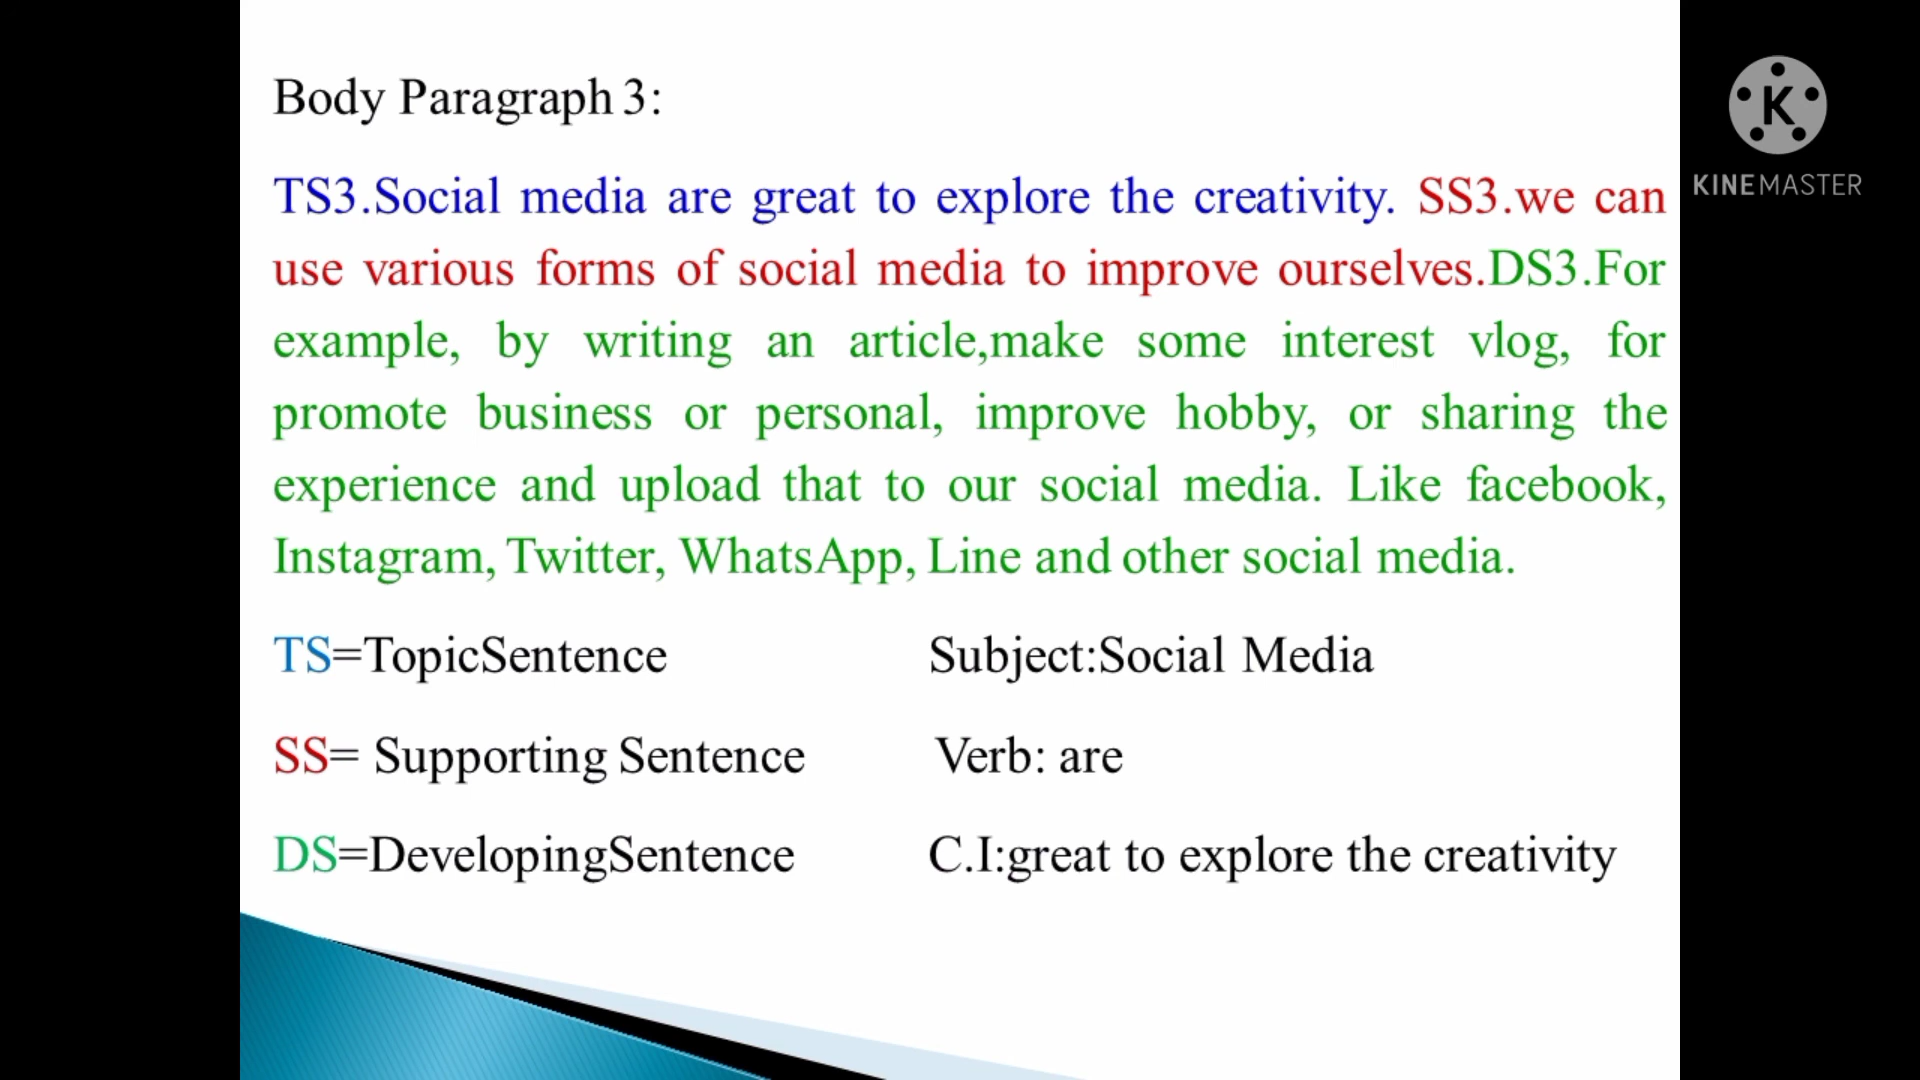 Body Paragraph 3:
TS3.Social media are great to explore the creativity. SS3.we can
use various forms of social media to improve ourselves.DS3.For
example, by writing an article,make some interest vlog, for
promote business or personal, improve hobby, or sharing the
experience and upload that to our social media. Like facebook,
Instagram, Twitter, WhatsApp, Line and other social media.
TS=TopicSentence Subject:Social Media
SS= Supporting Sentence Verb: are
DS=DevelopingSentence C.I:great to explore the creativity
K
KINEMASTER